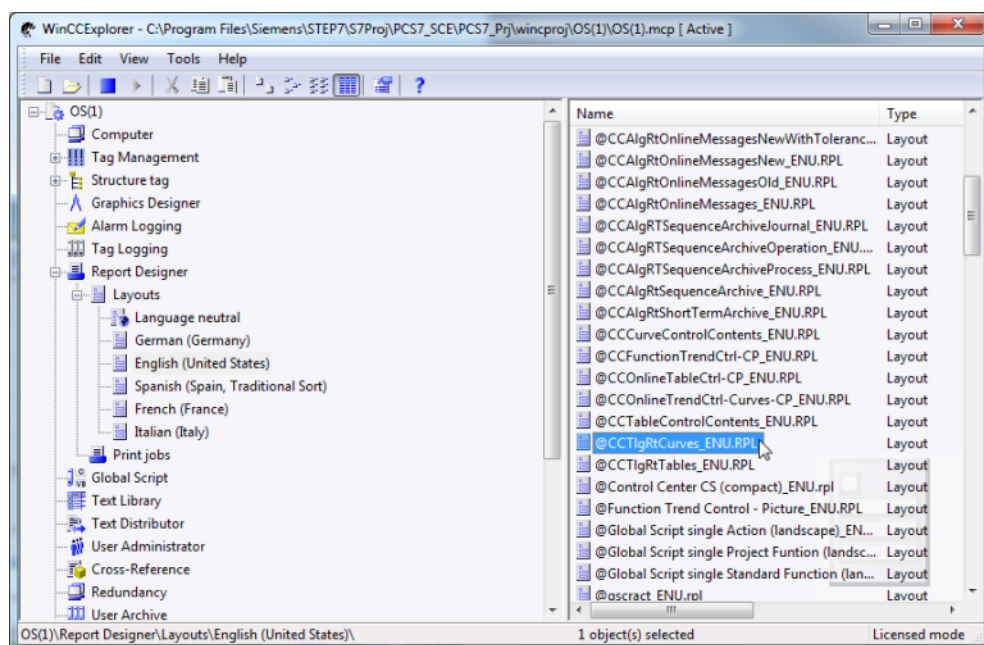 WinCCExplorer - C:\Program Files\Siemens\STEP7\S7Proj\PCS7_SCE\PCS7_Prj\wincproj\OS(1)\OS(1).mcp [ Active ]
File Edit View Tools Help
OS(1)
Computer
Tag Management
Structure tag
Graphics Designer
Alarm Logging
Tag Logging
Report Designer
Layouts
Language neutral
German (Germany)
English (United States)
Spanish (Spain, Traditional Sort)
French (France)
Italian (Italy)
Print jobs
Global Script
Text Library
Text Distributor
User Administrator
Cross-Reference
Redundancy
User Archive
Name Type
@CCAlgRtOnlineMessagesNewWithToleranc... Layout
@CCAlgRtOnlineMessagesNew_ENU.RPL Layout
@CCAlgRtOnlineMessagesOld_ENU.RPL Layout
@CCAlgRtOnlineMessages_ENU.RPL Layout
@CCAlgRTSequenceArchiveJournal_ENU.RPL Layout
@CCAlgRTSequenceArchiveOperation_ENU.... Layout
@CCAlgRTSequenceArchiveProcess_ENU.RPL Layout
@CCAlgRtSequenceArchive_ENU.RPL Layout
@CCAlgRtShortTermArchive_ENU.RPL Layout
@CCCurveControlContents_ENU.RPL Layout
@CCFunctionTrendCtrl-CP_ENU.RPL Layout
@CCOnlineTableCtrl-CP_ENU.RPL Layout
@CCOnlineTrendCtrl-Curves-CP_ENU.RPL Layout
@CCTableControlContents_ENU.RPL Layout
@CCTlgRtCurves_ENU.RPL Layout
@CCTlgRtTables_ENU.RPL Layout
@Control Center CS (compact)_ENU.rpl Layout
@Function Trend Control - Picture_ENU.RPL Layout
@Global Script single Action (landscape)_EN... Layout
@Global Script single Project Funtion (landsc... Layout
@Global Script single Standard Function (lan... Layout
@gscract_ENU.rpl Layout
OS(1)\Report Designer\Layouts\English (United States)\ 1 object(s) selected Licensed mode